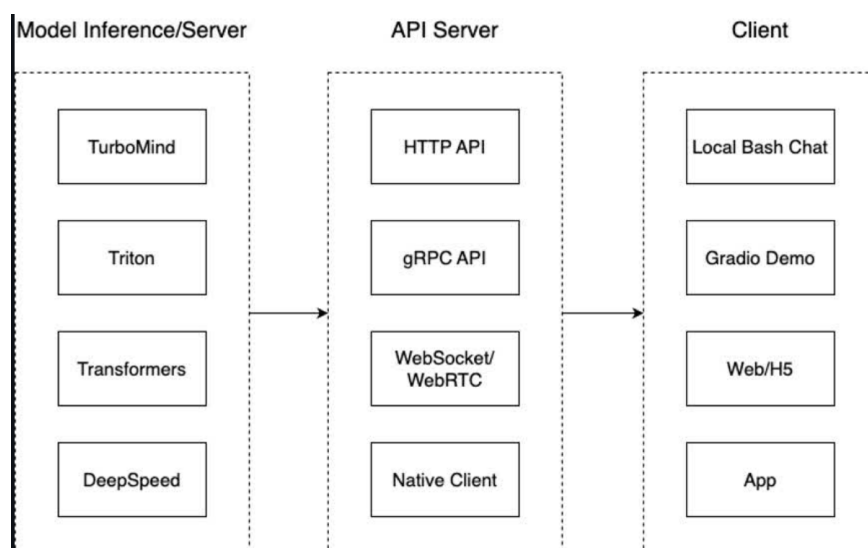 Model Inference/Server
API Server
Client
TurboMind
HTTP API
Local Bash Chat
Triton
gRPC API
Gradio Demo
Transformers
WebSocket/
WebRTC
Web/H5
DeepSpeed
Native Client
App